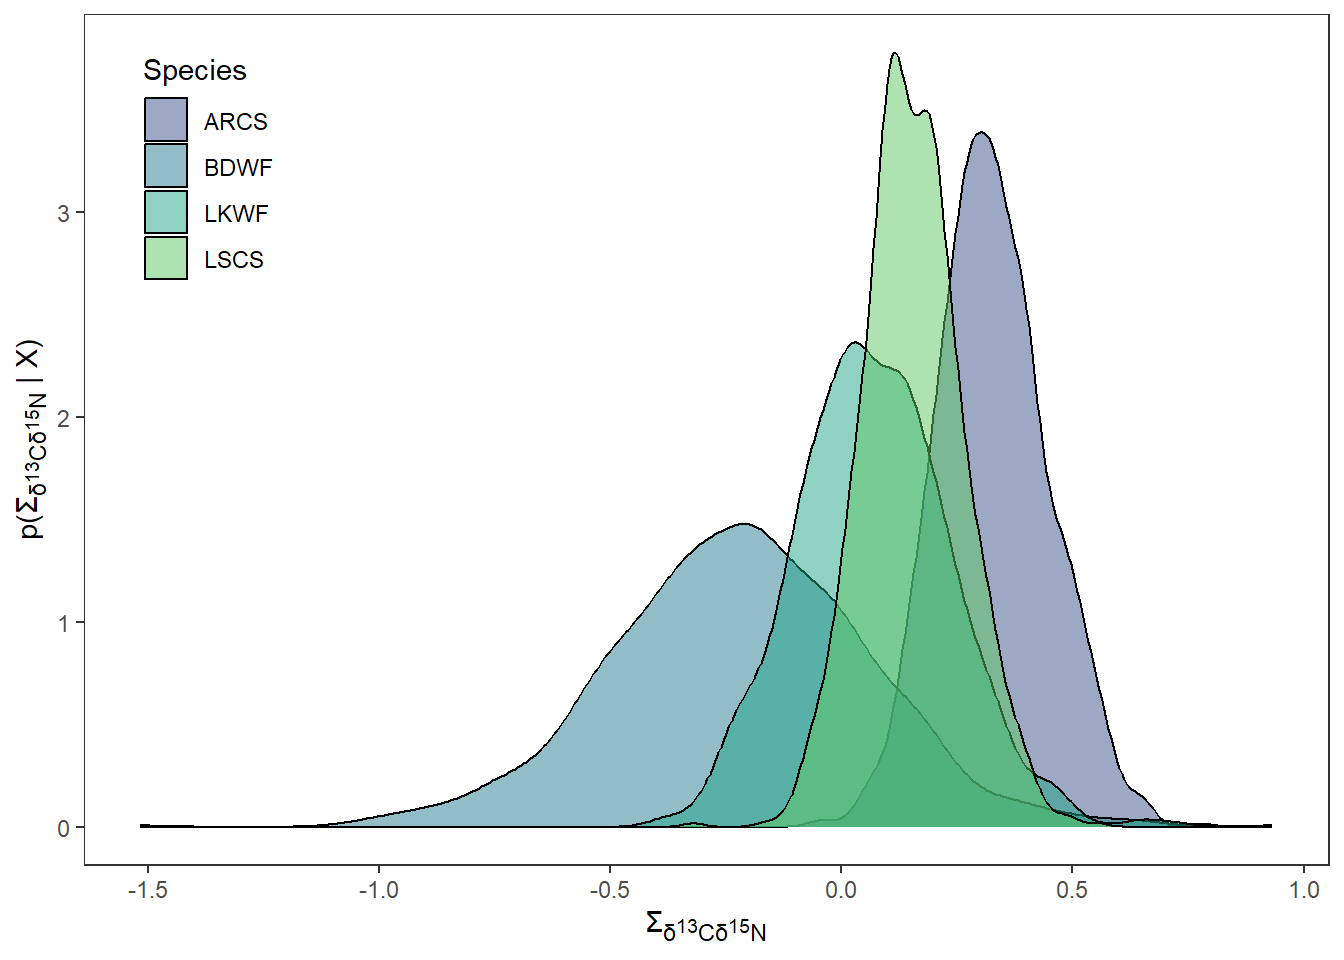 Species
ARCS
BDWF
LKWF
LSCS
p(Σδ¹³Cδ¹⁵N | X)
3
2
1
0
-1.5 -1.0 -0.5 0.0 0.5 1.0
Σδ¹³Cδ¹⁵N